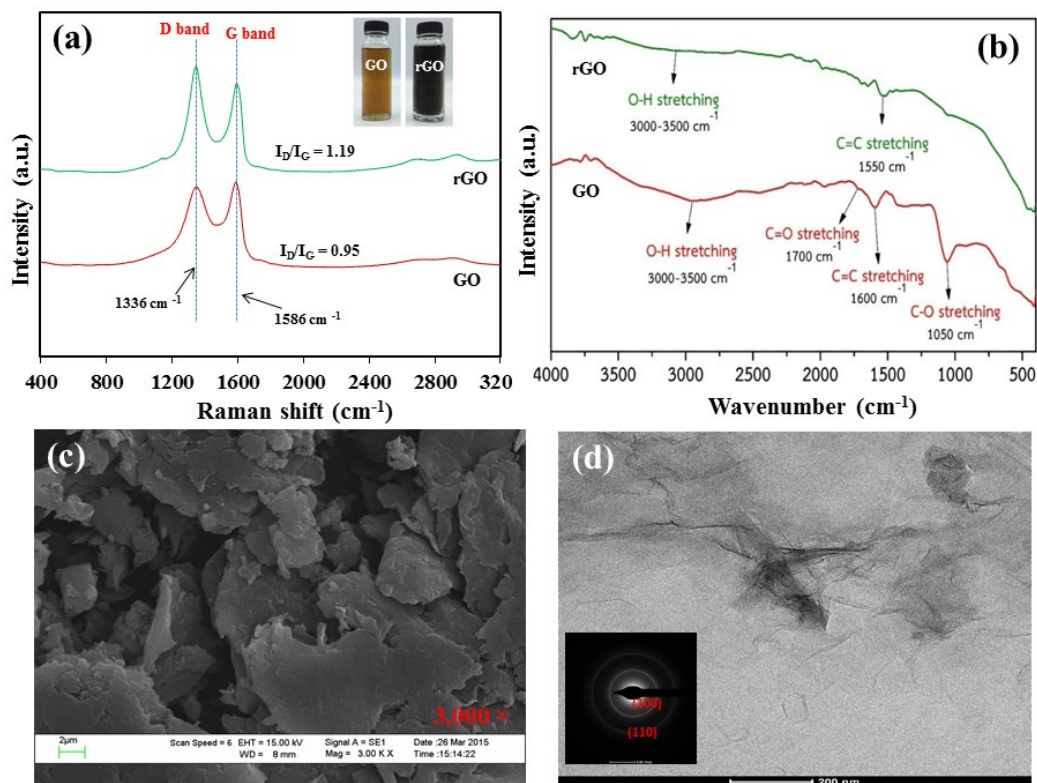 (a)
D band
G band
GO
rGO
I_D/I_G = 1.19
rGO
I_D/I_G = 0.95
GO
1336 cm⁻¹
1586 cm⁻¹
Intensity (a.u.)
400 800 1200 1600 2000 2400 2800 320
Raman shift (cm⁻¹)
(b)
rGO
O-H stretching
3000-3500 cm⁻¹
C=C stretching
1550 cm⁻¹
GO
O-H stretching
3000-3500 cm⁻¹
C=O stretching
1700 cm⁻¹
C=C stretching
1600 cm⁻¹
C-O stretching
1050 cm⁻¹
Intensity (a.u.)
4000 3500 3000 2500 2000 1500 1000 500
Wavenumber (cm⁻¹)
(c)
3,000 ×
2µm
Scan Speed = 6 EHT = 15.00 kV Signal A = SE1 Date :26 Mar 2015
WD = 8 mm Mag = 3.00 K X Time :15:14:22
(d)
(100)
(110)
200 nm